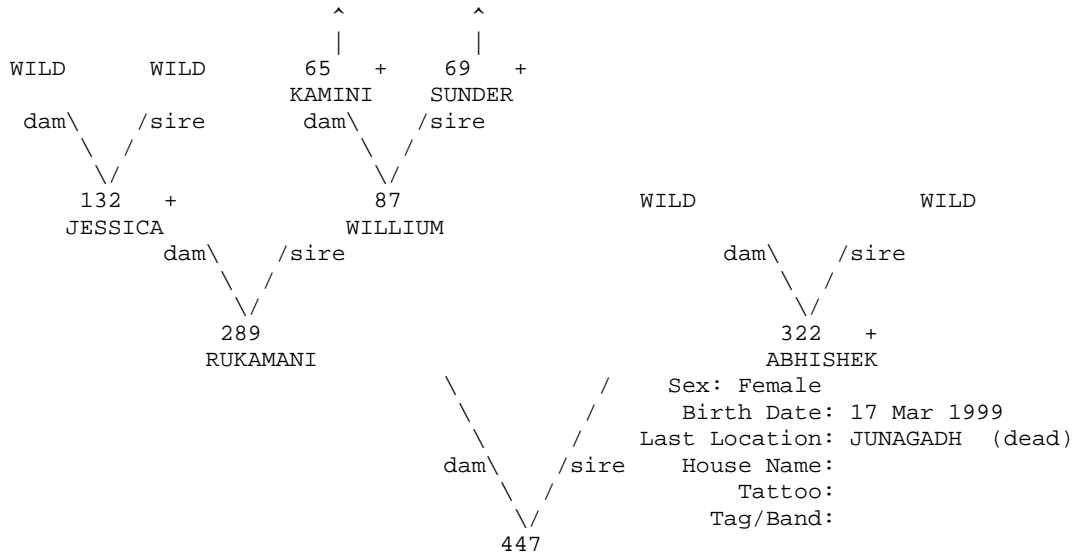 ^ ^
| |
WILD WILD 65 + 69 +
KAMINI SUNDER
dam\ /sire dam\ /sire
\ / \ /
\/ \/
132 + 87 WILD WILD
JESSICA WILLIUM
dam\ /sire dam\ /sire
\ / \ /
\/ \/
289 322 +
RUKAMANI ABHISHEK
\ / Sex: Female
\ / Birth Date: 17 Mar 1999
\ / Last Location: JUNAGADH (dead)
dam\ /sire House Name:
\ / Tattoo:
\/ Tag/Band:
447